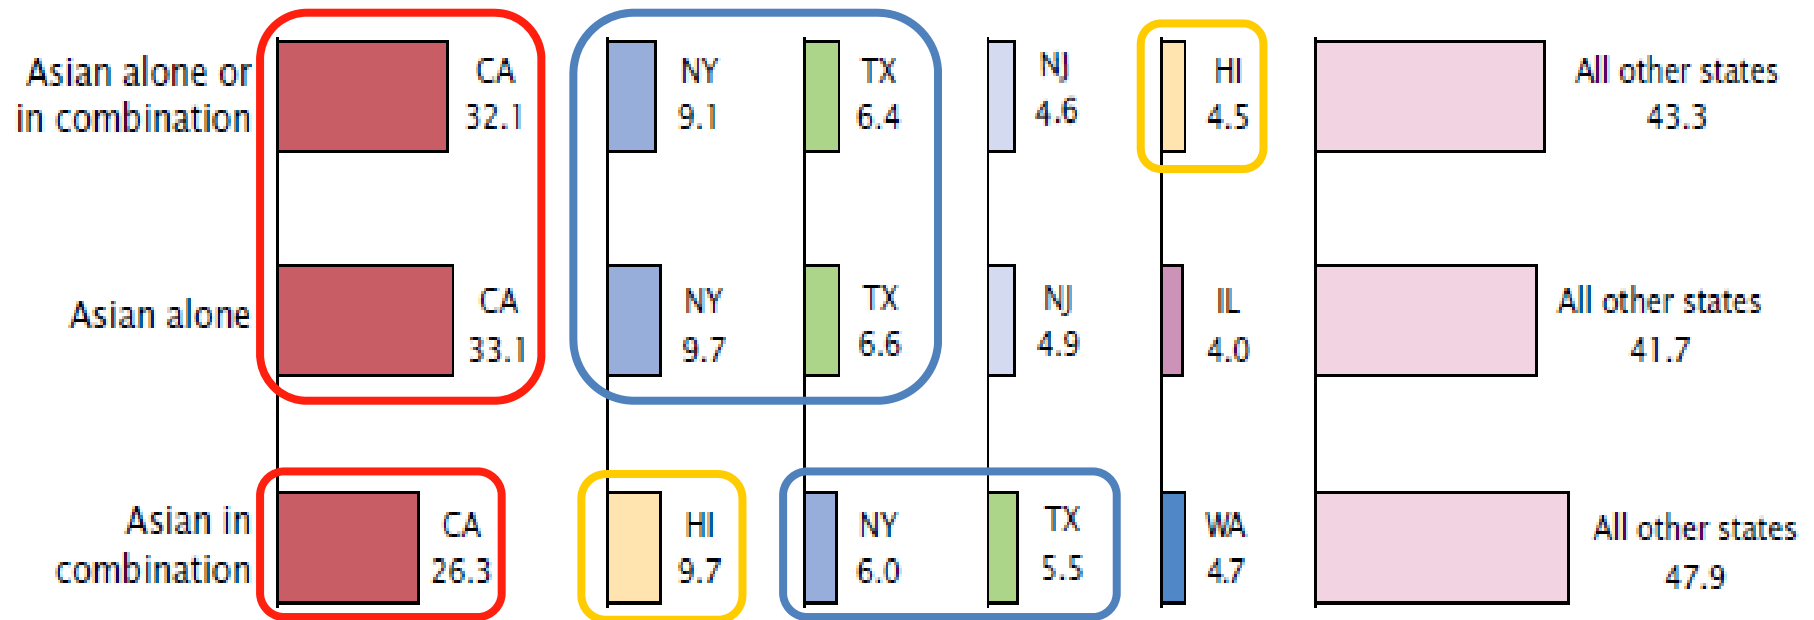 Asian alone or
in combination
CA
32.1
NY
9.1
TX
6.4
NJ
4.6
HI
4.5
All other states
43.3
Asian alone
CA
33.1
NY
9.7
TX
6.6
NJ
4.9
IL
4.0
All other states
41.7
Asian in
combination
CA
26.3
HI
9.7
NY
6.0
TX
5.5
WA
4.7
All other states
47.9